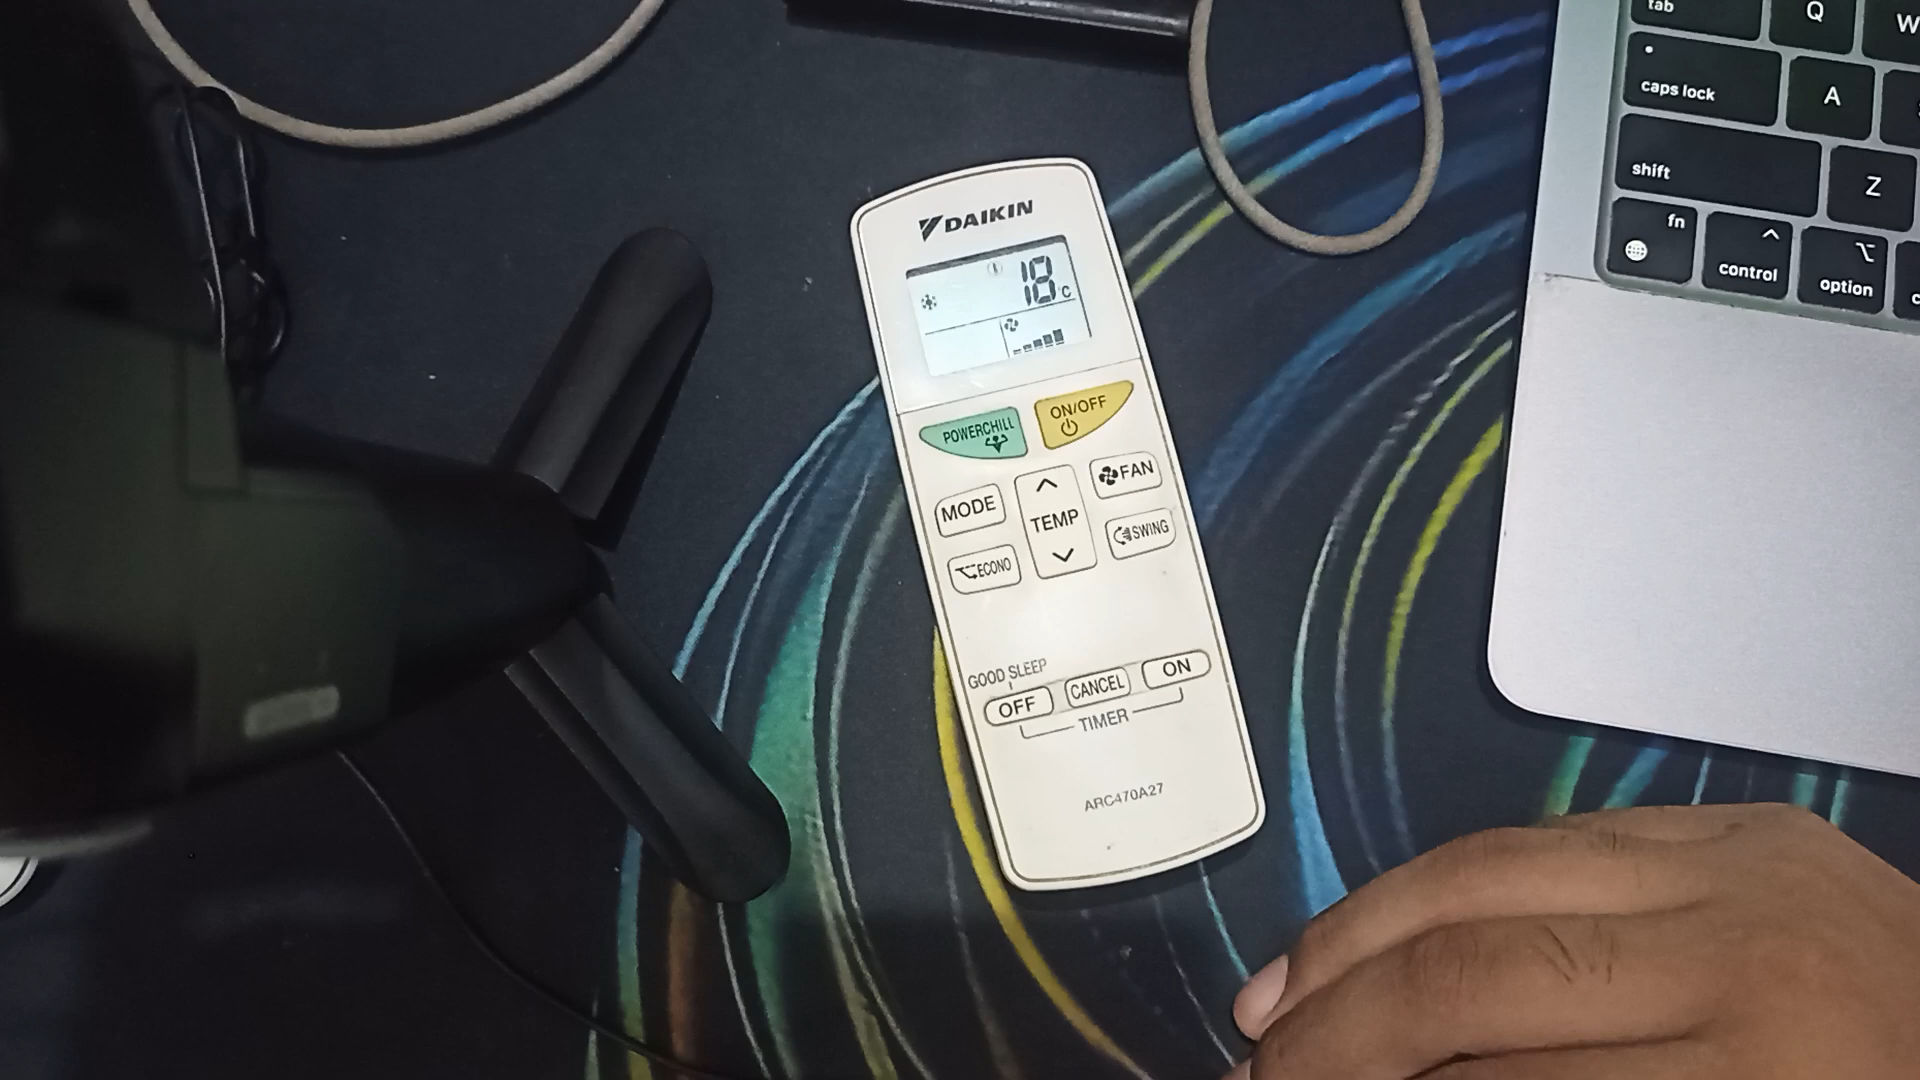 DAIKIN
18°C
POWERCHILL
ON/OFF
MODE
TEMP
FAN
ECONO
SWING
GOOD SLEEP
OFF
CANCEL
ON
TIMER
ARC470A27
tab
Q
W
caps lock
A
shift
Z
fn
control
option